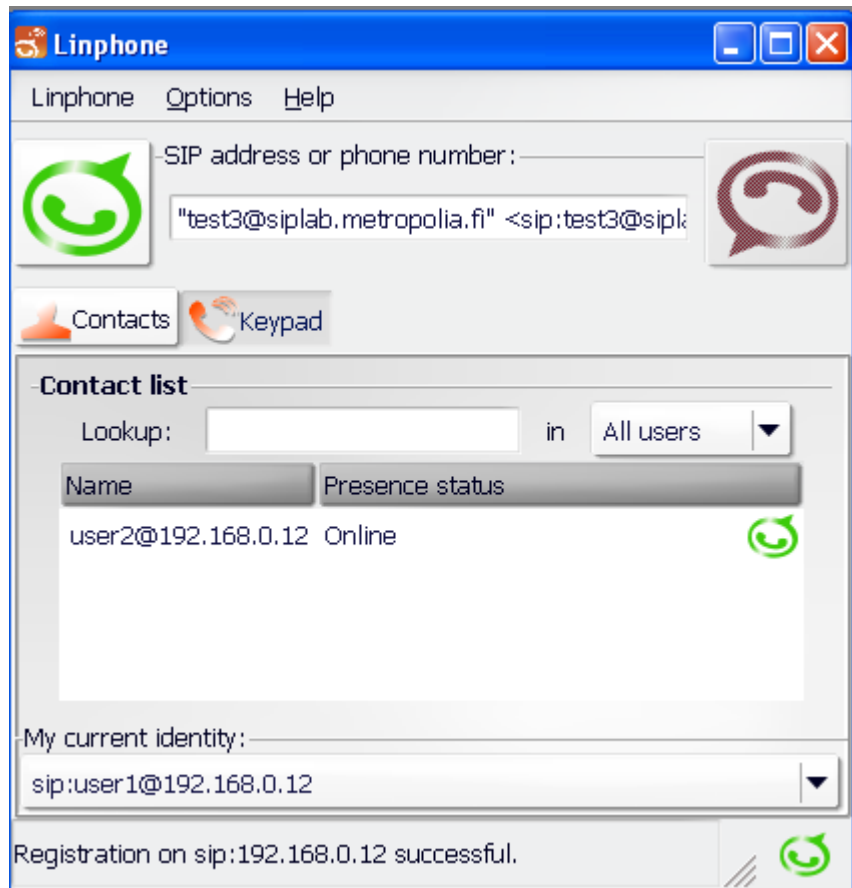 Linphone
Linphone Options Help
SIP address or phone number:
"test3@siplab.metropolia.fi" <sip:test3@sipla
Contacts Keypad
Contact list
Lookup: in All users
Name Presence status
user2@192.168.0.12 Online
My current identity:
sip:user1@192.168.0.12
Registration on sip:192.168.0.12 successful.